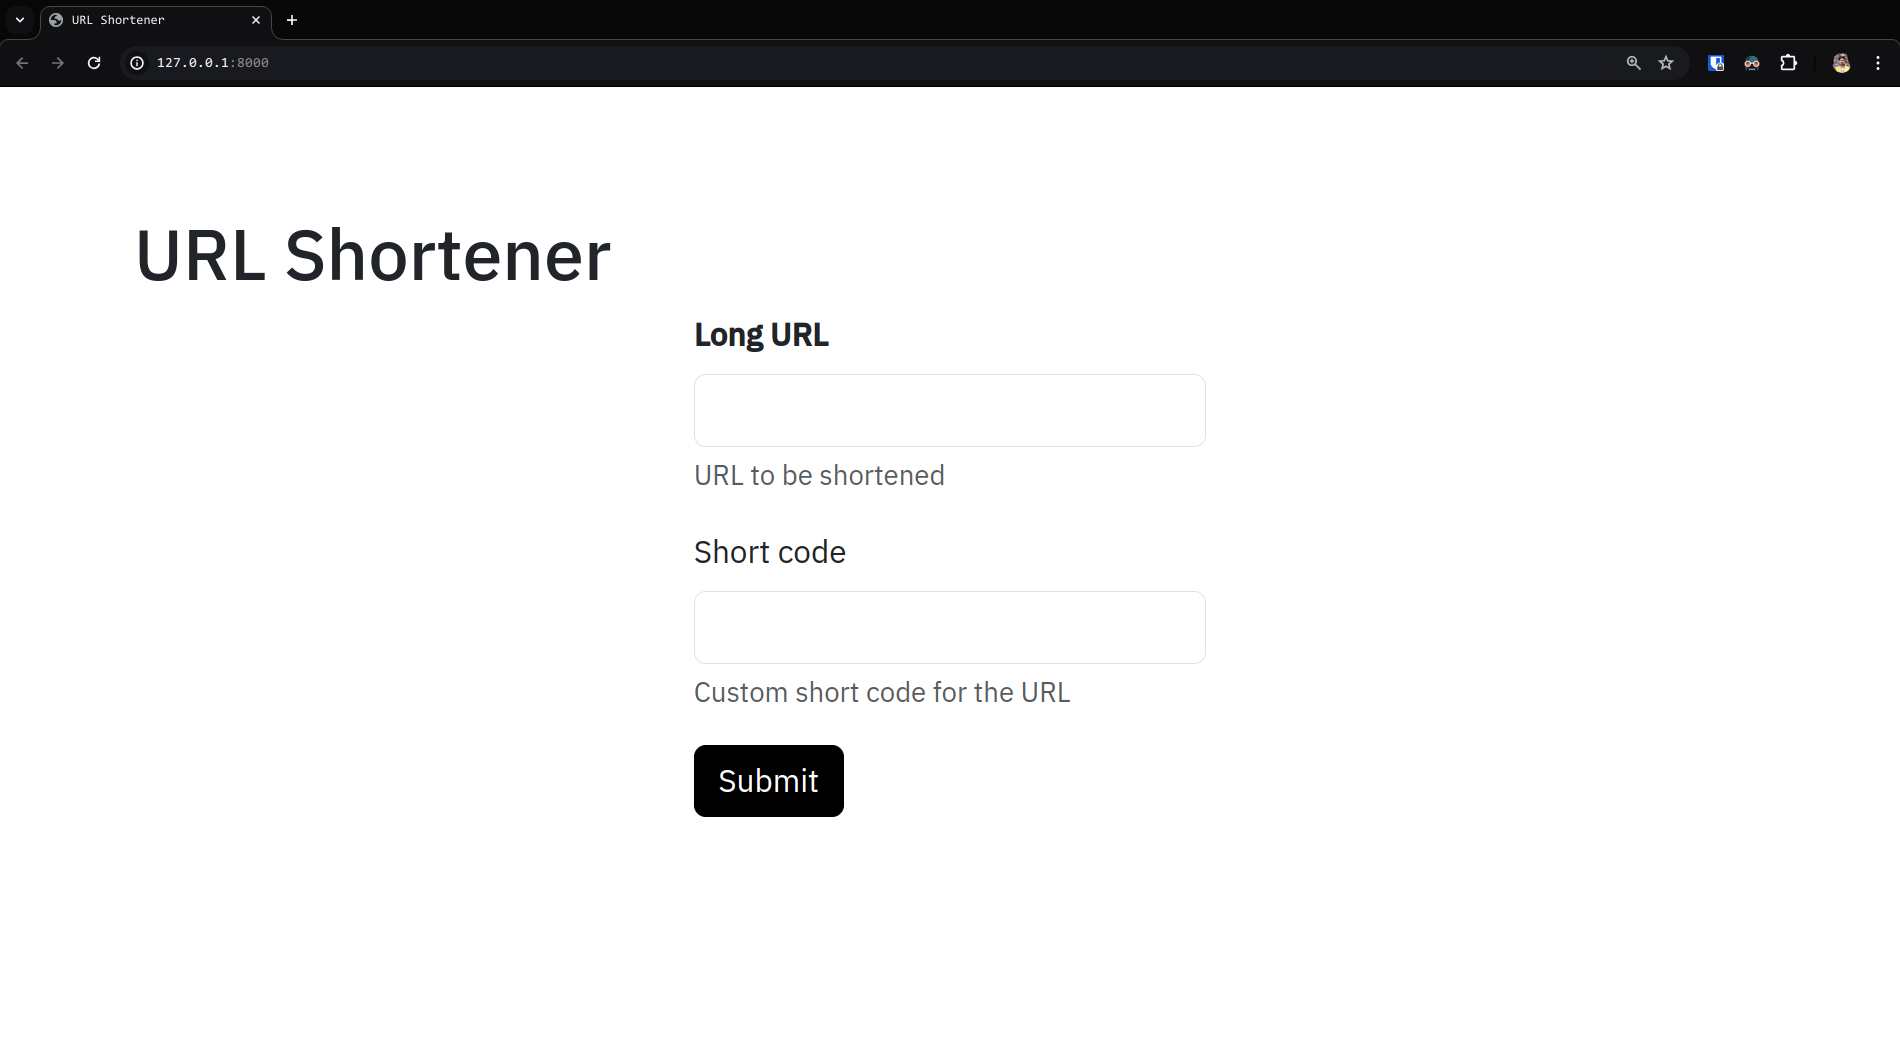 URL Shortener
127.0.0.1:8000
URL Shortener
Long URL
URL to be shortened
Short code
Custom short code for the URL
Submit